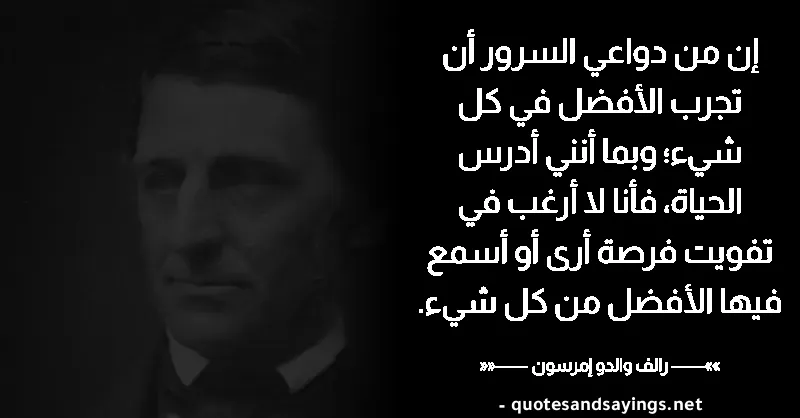 إن من دواعي السرور أن
تجرب الأفضل في كل
شيء؛ وبما أنني أدرس
الحياة، فأنا لا أرغب في
تفويت فرصة أرى أو أسمع
فيها الأفضل من كل شيء.
»»—— رالف والدو إمرسون ——««
- quotesandsayings.net